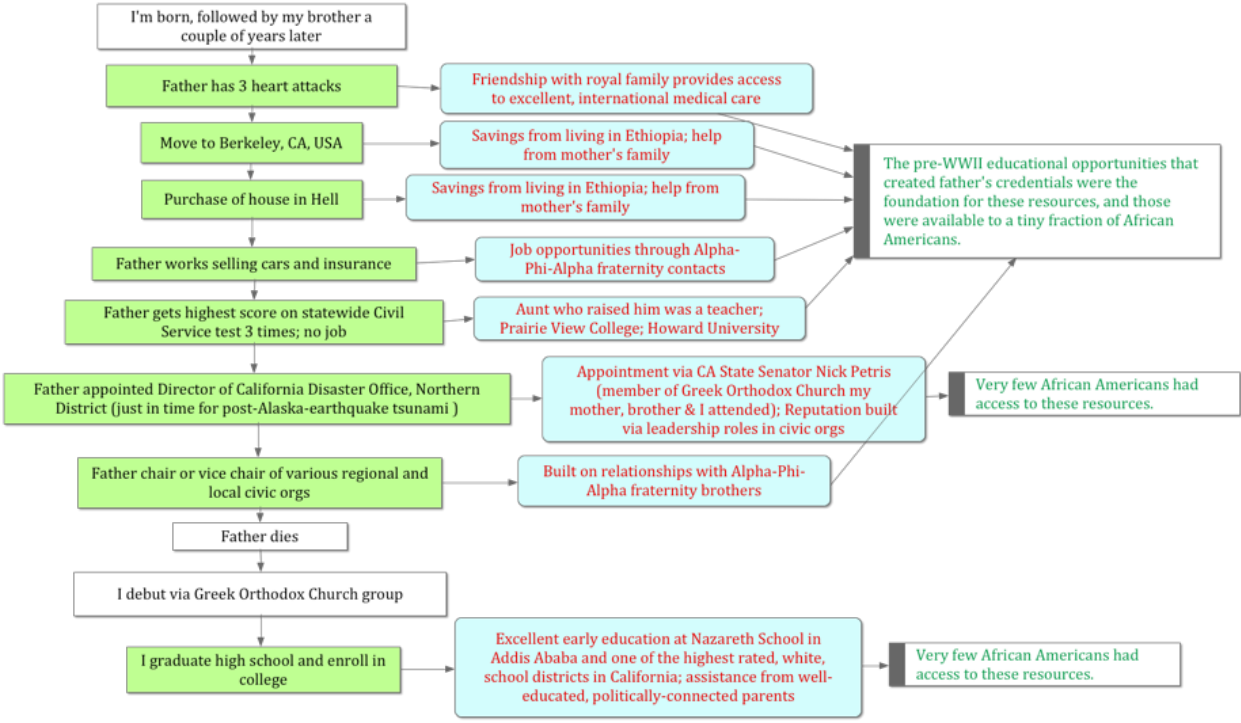 I'm born, followed by my brother a
couple of years later
Father has 3 heart attacks
Friendship with royal family provides access
to excellent, international medical care
Move to Berkeley, CA, USA
Savings from living in Ethiopia; help
from mother's family
The pre-WWII educational opportunities that
created father's credentials were the
foundation for these resources, and those
were available to a tiny fraction of African
Americans.
Purchase of house in Hell
Savings from living in Ethiopia; help from
mother's family
Father works selling cars and insurance
Job opportunities through Alpha-
Phi-Alpha fraternity contacts
Father gets highest score on statewide Civil
Service test 3 times; no job
Aunt who raised him was a teacher;
Prairie View College; Howard University
Father appointed Director of California Disaster Office, Northern
District (just in time for post-Alaska-earthquake tsunami )
Appointment via CA State Senator Nick Petris
(member of Greek Orthodox Church my
mother, brother & I attended); Reputation built
via leadership roles in civic orgs
Very few African Americans had
access to these resources.
Father chair or vice chair of various regional and
local civic orgs
Built on relationships with Alpha-Phi-
Alpha fraternity brothers
Father dies
I debut via Greek Orthodox Church group
I graduate high school and enroll in
college
Excellent early education at Nazareth School in
Addis Ababa and one of the highest rated, white,
school districts in California; assistance from well-
educated, politically-connected parents
Very few African Americans had
access to these resources.